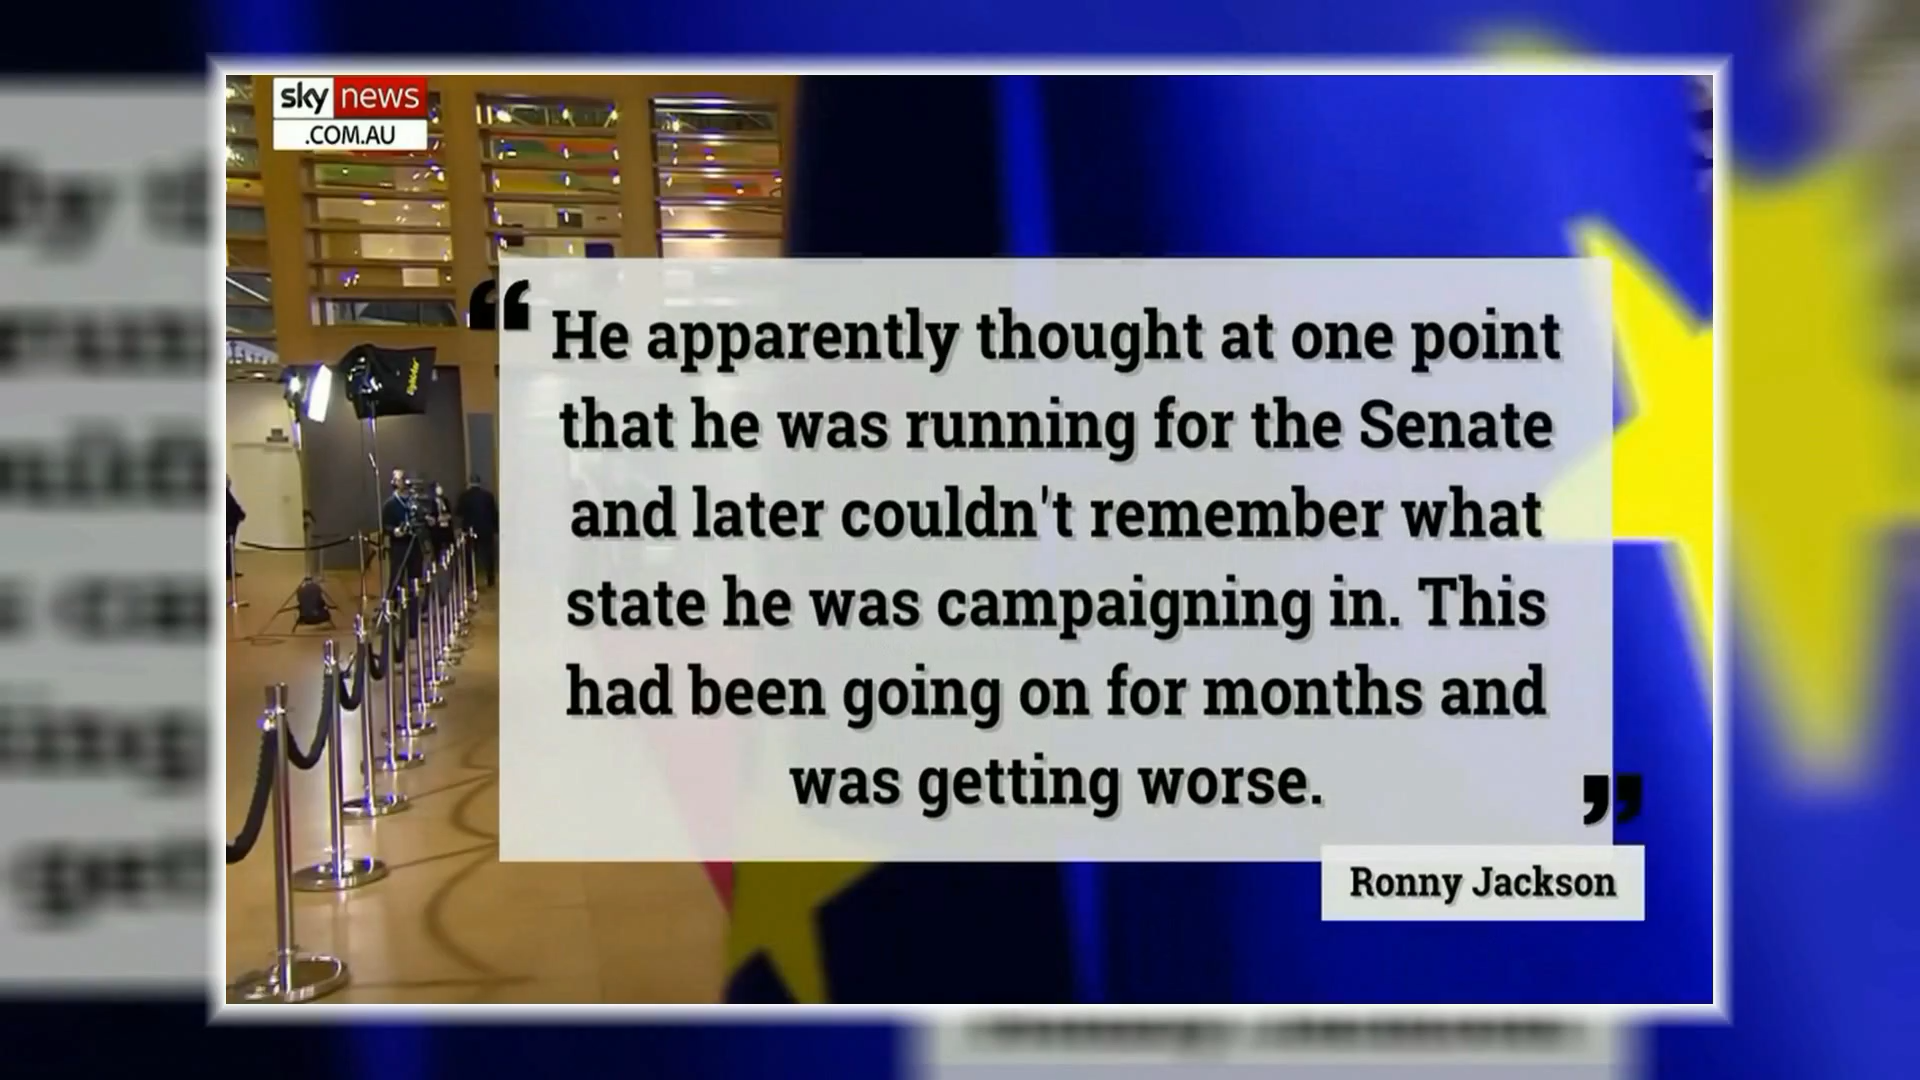 sky news
.COM.AU
“ He apparently thought at one point
that he was running for the Senate
and later couldn't remember what
state he was campaigning in. This
had been going on for months and
was getting worse. ”
Ronny Jackson